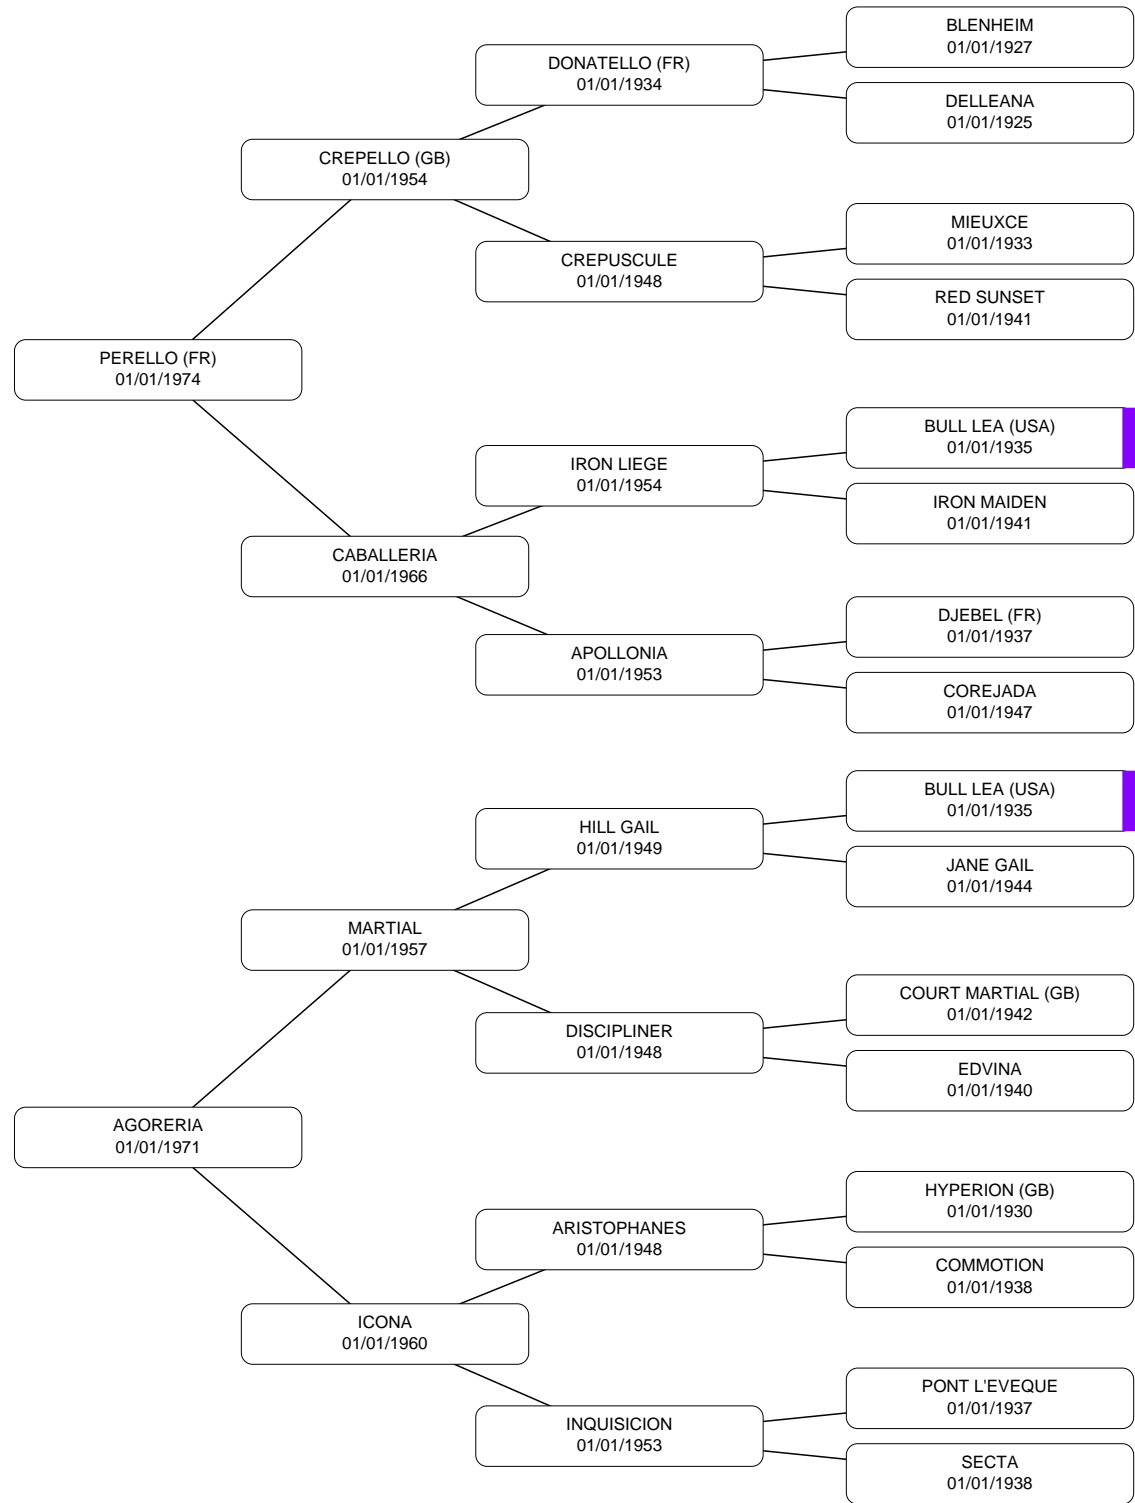 BLENHEIM
01/01/1927
DONATELLO (FR)
01/01/1934
DELLEANA
01/01/1925
CREPELLO (GB)
01/01/1954
MIEUXCE
01/01/1933
CREPUSCULE
01/01/1948
RED SUNSET
01/01/1941
PERELLO (FR)
01/01/1974
BULL LEA (USA)
01/01/1935
IRON LIEGE
01/01/1954
IRON MAIDEN
01/01/1941
CABALLERIA
01/01/1966
DJEBEL (FR)
01/01/1937
APOLLONIA
01/01/1953
COREJADA
01/01/1947
BULL LEA (USA)
01/01/1935
HILL GAIL
01/01/1949
JANE GAIL
01/01/1944
MARTIAL
01/01/1957
COURT MARTIAL (GB)
01/01/1942
DISCIPLINER
01/01/1948
EDVINA
01/01/1940
AGORERIA
01/01/1971
HYPERION (GB)
01/01/1930
ARISTOPHANES
01/01/1948
COMMOTION
01/01/1938
ICONA
01/01/1960
PONT L'EVEQUE
01/01/1937
INQUISICION
01/01/1953
SECTA
01/01/1938